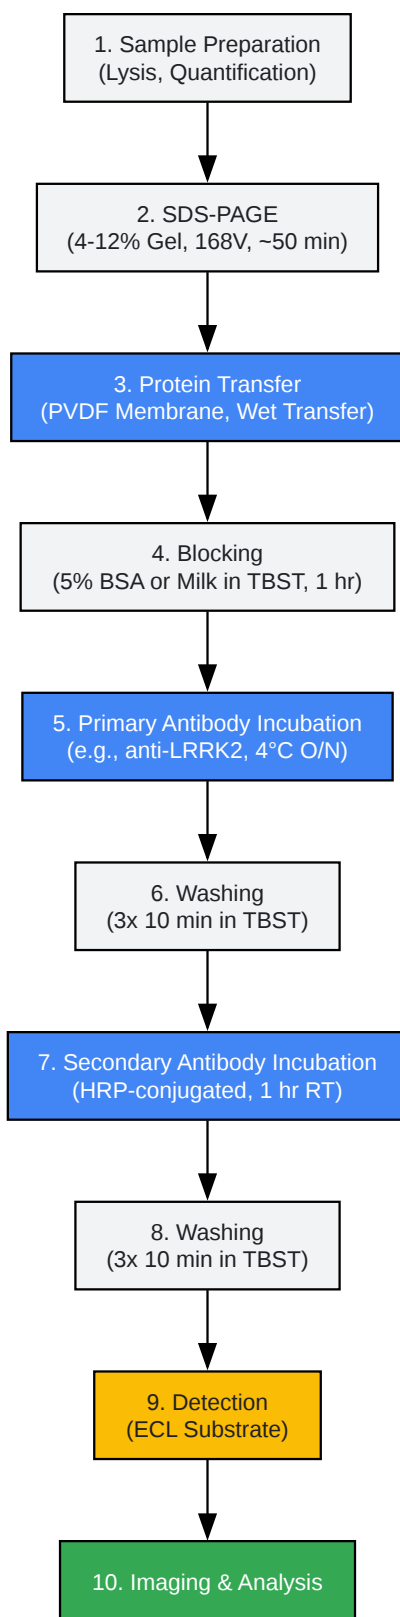 1. Sample Preparation
(Lysis, Quantification)
2. SDS-PAGE
(4-12% Gel, 168V, ~50 min)
3. Protein Transfer
(PVDF Membrane, Wet Transfer)
4. Blocking
(5% BSA or Milk in TBST, 1 hr)
5. Primary Antibody Incubation
(e.g., anti-LRRK2, 4°C O/N)
6. Washing
(3x 10 min in TBST)
7. Secondary Antibody Incubation
(HRP-conjugated, 1 hr RT)
8. Washing
(3x 10 min in TBST)
9. Detection
(ECL Substrate)
10. Imaging & Analysis